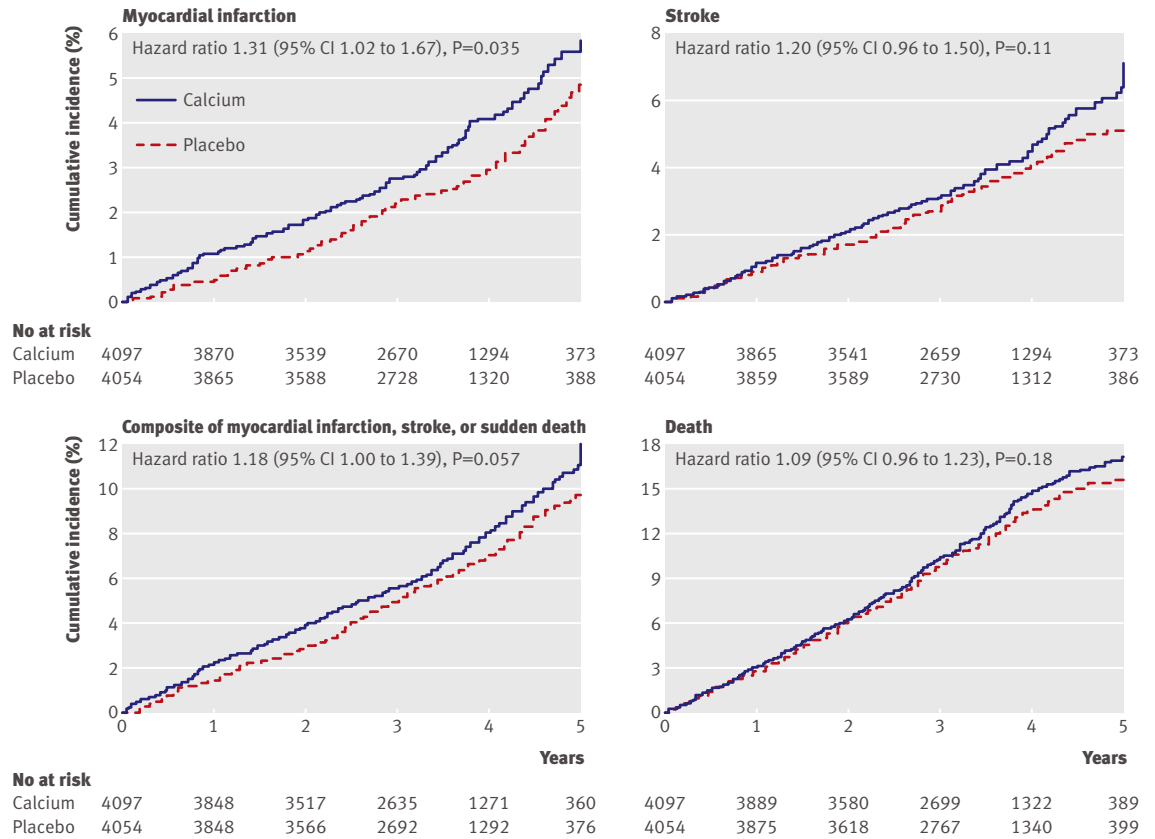 Myocardial infarction
Cumulative incidence (%)
6
5
4
3
2
1
0
Hazard ratio 1.31 (95% CI 1.02 to 1.67), P=0.035
Calcium
Placebo
Stroke
8
6
4
2
0
Hazard ratio 1.20 (95% CI 0.96 to 1.50), P=0.11
No at risk
Calcium 4097 3870 3539 2670 1294 373
Placebo 4054 3865 3588 2728 1320 388
4097 3865 3541 2659 1294 373
4054 3859 3589 2730 1312 386
Composite of myocardial infarction, stroke, or sudden death
Cumulative incidence (%)
12
10
8
6
4
2
0
Hazard ratio 1.18 (95% CI 1.00 to 1.39), P=0.057
0 1 2 3 4 5
Years
Death
18
15
12
9
6
3
0
Hazard ratio 1.09 (95% CI 0.96 to 1.23), P=0.18
0 1 2 3 4 5
Years
No at risk
Calcium 4097 3848 3517 2635 1271 360
Placebo 4054 3848 3566 2692 1292 376
4097 3889 3580 2699 1322 389
4054 3875 3618 2767 1340 399